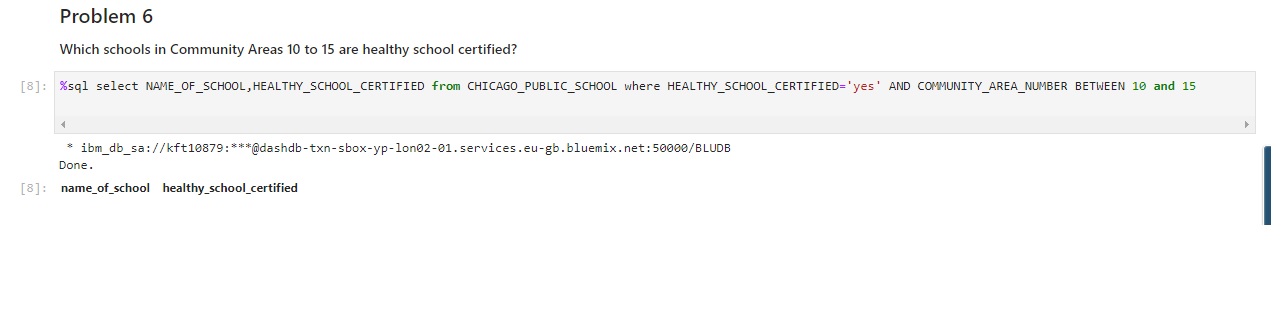 Problem 6
Which schools in Community Areas 10 to 15 are healthy school certified?
[8]: %sql select NAME_OF_SCHOOL,HEALTHY_SCHOOL_CERTIFIED from CHICAGO_PUBLIC_SCHOOL where HEALTHY_SCHOOL_CERTIFIED='yes' AND COMMUNITY_AREA_NUMBER BETWEEN 10 and 15
* ibm_db_sa://kft10879:***@dashdb-txn-sbox-yp-lon02-01.services.eu-gb.bluemix.net:50000/BLUDB
Done.
[8]: name_of_school healthy_school_certified